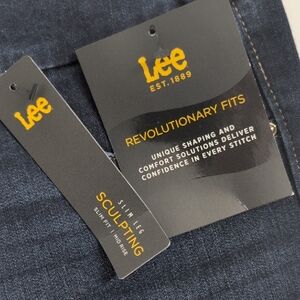 Lee
EST. 1889
REVOLUTIONARY FITS
UNIQUE SHAPING AND
COMFORT SOLUTIONS DELIVER
CONFIDENCE IN EVERY STITCH
Lee
SLIM LEG
SCULPTING
SLIM FIT | MID RISE